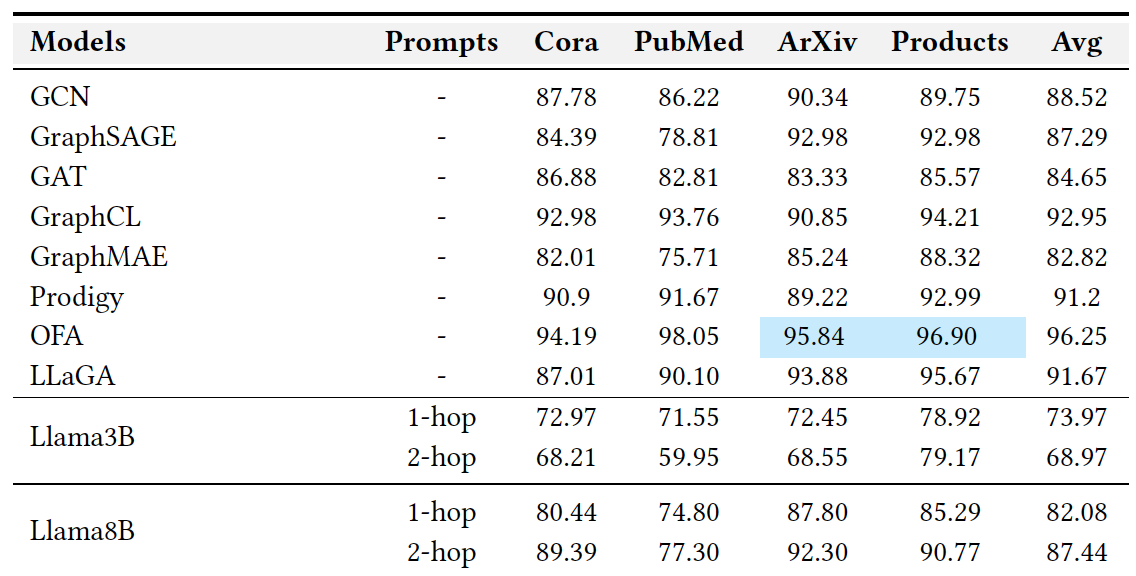 Models Prompts Cora PubMed ArXiv Products Avg
GCN - 87.78 86.22 90.34 89.75 88.52
GraphSAGE - 84.39 78.81 92.98 92.98 87.29
GAT - 86.88 82.81 83.33 85.57 84.65
GraphCL - 92.98 93.76 90.85 94.21 92.95
GraphMAE - 82.01 75.71 85.24 88.32 82.82
Prodigy - 90.9 91.67 89.22 92.99 91.2
OFA - 94.19 98.05 95.84 96.90 96.25
LLaGA - 87.01 90.10 93.88 95.67 91.67
Llama3B 1-hop 72.97 71.55 72.45 78.92 73.97
2-hop 68.21 59.95 68.55 79.17 68.97
Llama8B 1-hop 80.44 74.80 87.80 85.29 82.08
2-hop 89.39 77.30 92.30 90.77 87.44